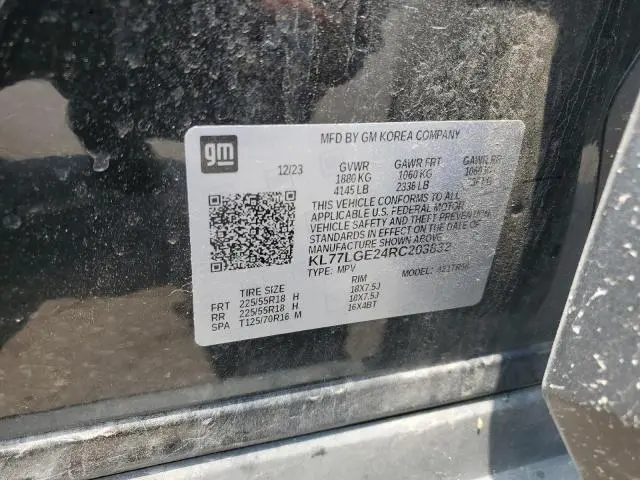 gm
MFD BY GM KOREA COMPANY
12/23 GVWR GAWR FRT GAWR RR
1880 KG 1060 KG
4145 LB 2336 LB
THIS VEHICLE CONFORMS TO ALL
APPLICABLE U.S. FEDERAL MOTOR
VEHICLE SAFETY AND THEFT PREVENTION
STANDARDS IN EFFECT ON THE DATE OF
MANUFACTURE SHOWN ABOVE.
KL77LGE24RC203832
TYPE: MPV MODEL:
TIRE SIZE RIM
FRT 225/55R18 H 18X7.5J
RR 225/55R18 H 18X7.5J
SPA T125/70R16 M 16X4BT